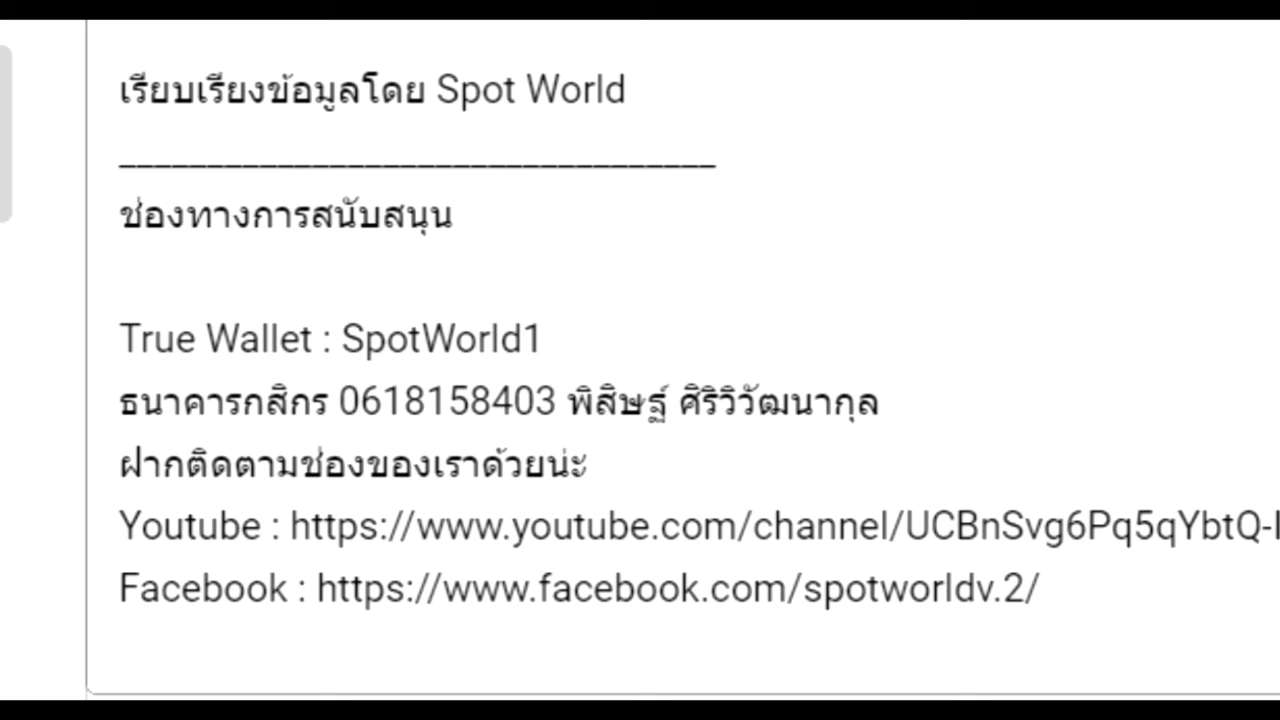 เรียบเรียงข้อมูลโดย Spot World
__________________________________
ช่องทางการสนับสนุน
True Wallet : SpotWorld1
ธนาคารกสิกร 0618158403 พิสิษฐ์ ศิริวิวัฒนากุล
ฝากติดตามช่องของเราด้วยน่ะ
Youtube : https://www.youtube.com/channel/UCBnSvg6Pq5qYbtQ-
Facebook : https://www.facebook.com/spotworldv.2/